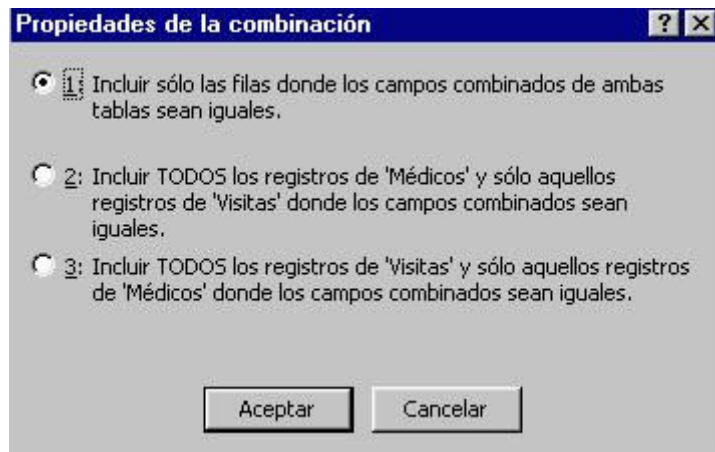 Propiedades de la combinación
1: Incluir sólo las filas donde los campos combinados de ambas
tablas sean iguales.
2: Incluir TODOS los registros de 'Médicos' y sólo aquellos
registros de 'Visitas' donde los campos combinados sean
iguales.
3: Incluir TODOS los registros de 'Visitas' y sólo aquellos registros
de 'Médicos' donde los campos combinados sean iguales.
Aceptar Cancelar